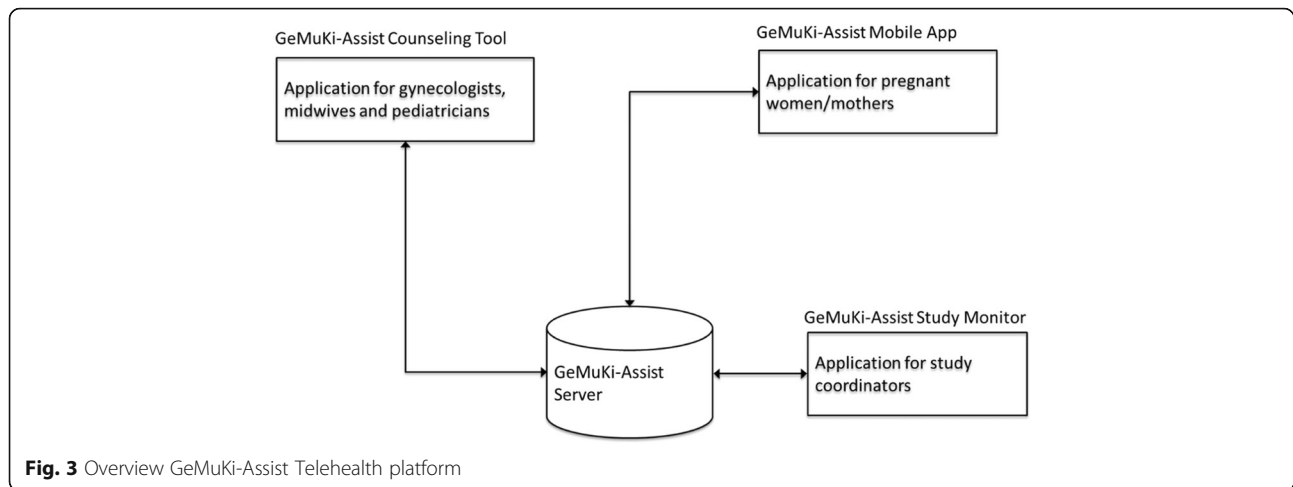 GeMuKi-Assist Counseling Tool
Application for gynecologists,
midwives and pediatricians
GeMuKi-Assist Mobile App
Application for pregnant
women/mothers
GeMuKi-Assist Study Monitor
Application for study
coordinators
GeMuKi-Assist
Server
Fig. 3 Overview GeMuKi-Assist Telehealth platform